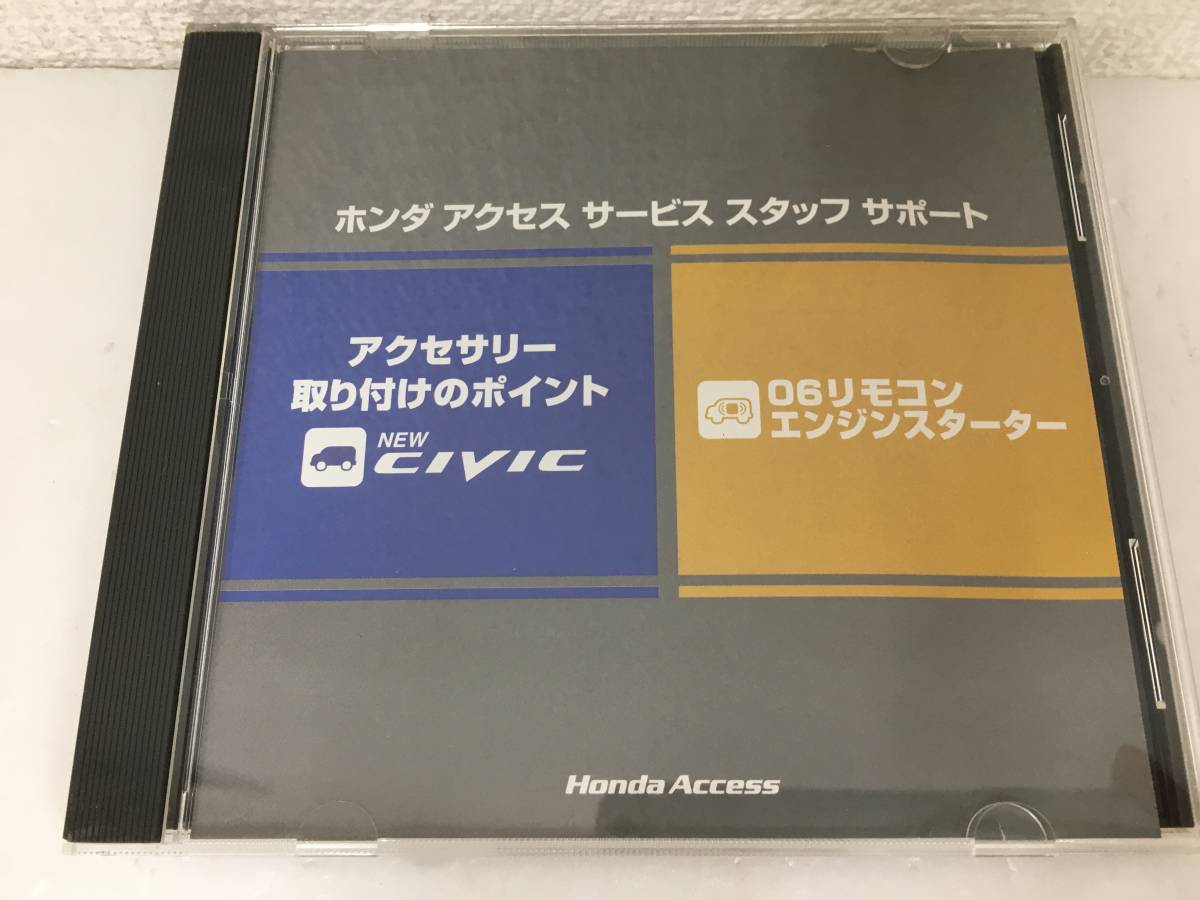 ホンダ アクセス サービス スタッフ サポート
アクセサリー
取り付けのポイント
NEW
CIVIC
06リモコン
エンジンスターター
Honda Access